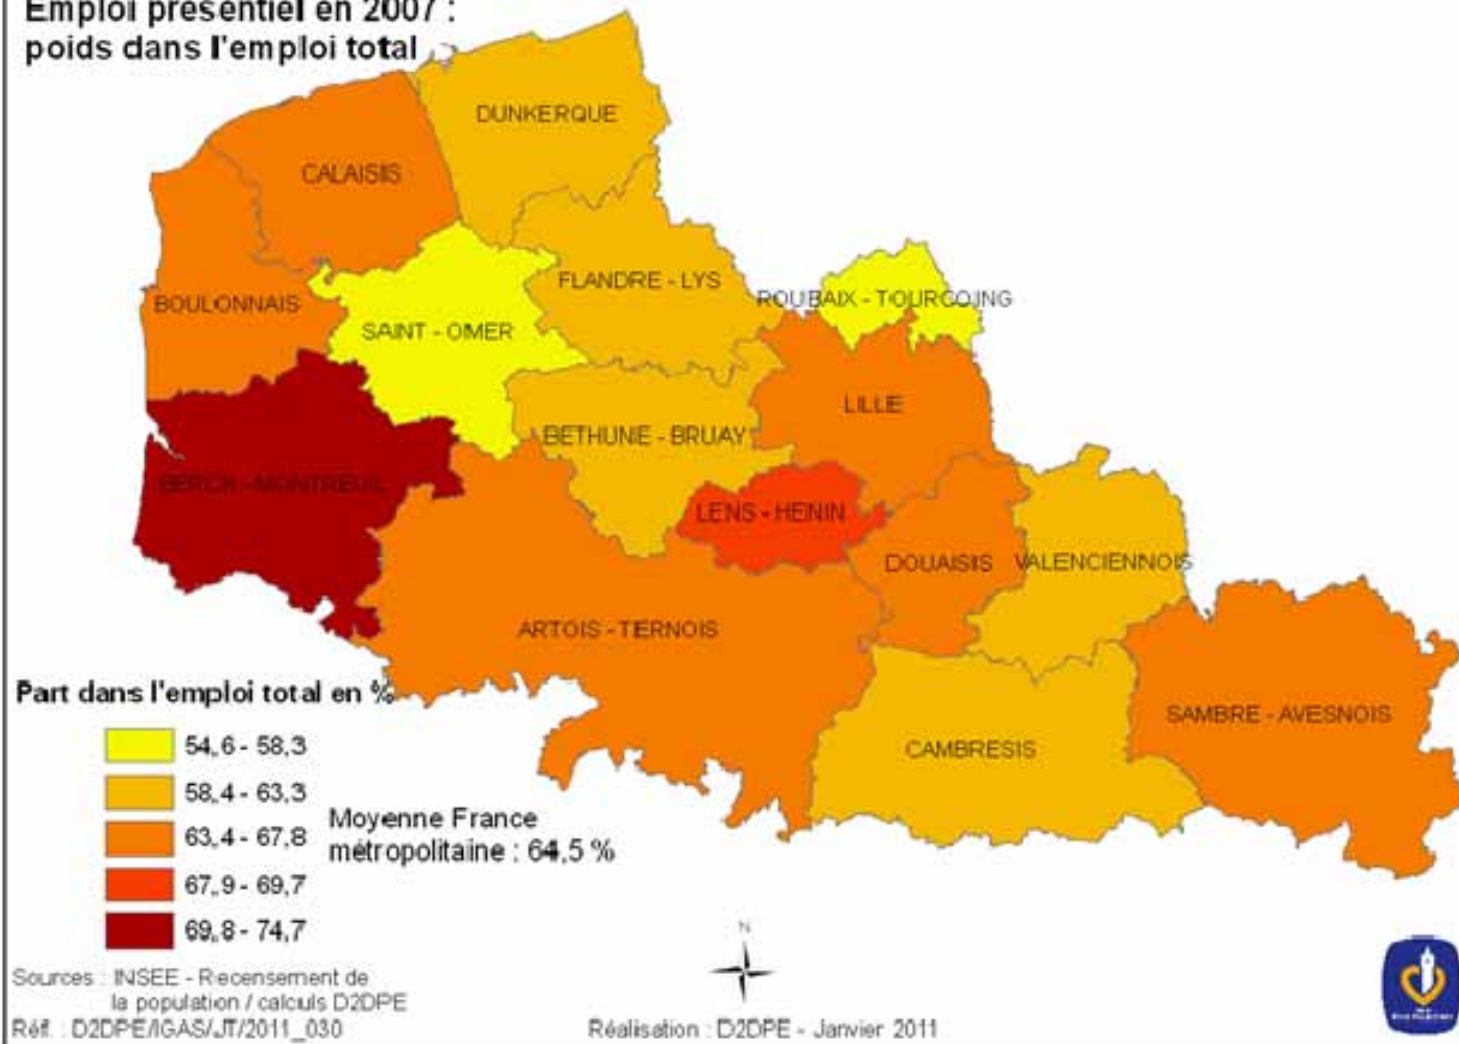 Emploi présentiel en 2007 :
poids dans l'emploi total
DUNKERQUE
CALAISIS
FLANDRE - LYS
ROUBAIX - TOURCOING
BOULONNAIS
SAINT - OMER
LILLE
BETHUNE - BRUAY
BERCK - MONTREUIL
LENS - HENIN
DOUAISIS
VALENCIENNOIS
ARTOIS - TERNOIS
SAMBRE - AVESNOIS
CAMBRESIS
Part dans l'emploi total en %
54,6 - 58,3
58,4 - 63,3
63,4 - 67,8
67,9 - 69,7
69,8 - 74,7
Moyenne France
métropolitaine : 64,5 %
N
Sources : INSEE - Recensement de
la population / calculs D2DPE
Réf. : D2DPE/IGAS/JT/2011_030
Réalisation : D2DPE - Janvier 2011